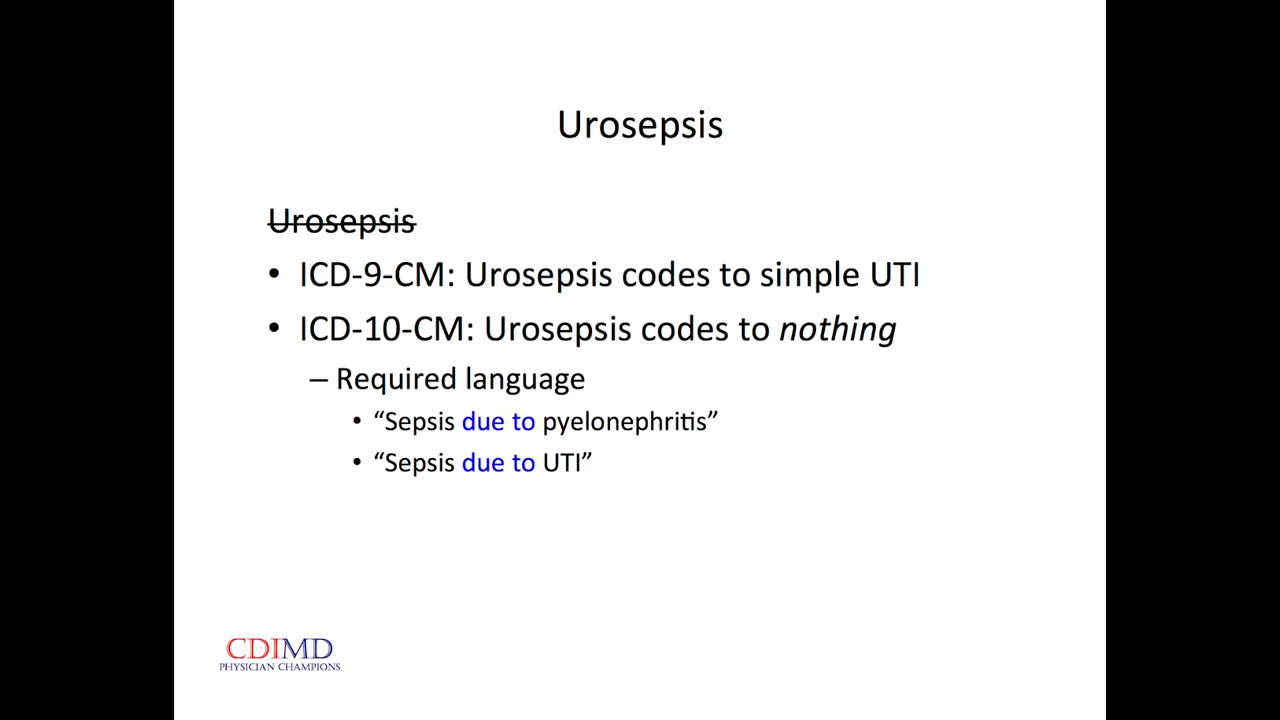 Urosepsis
Urosepsis
• ICD-9-CM: Urosepsis codes to simple UTI
• ICD-10-CM: Urosepsis codes to nothing
– Required language
• “Sepsis due to pyelonephritis”
• “Sepsis due to UTI”
CDIMD
PHYSICIAN CHAMPIONS